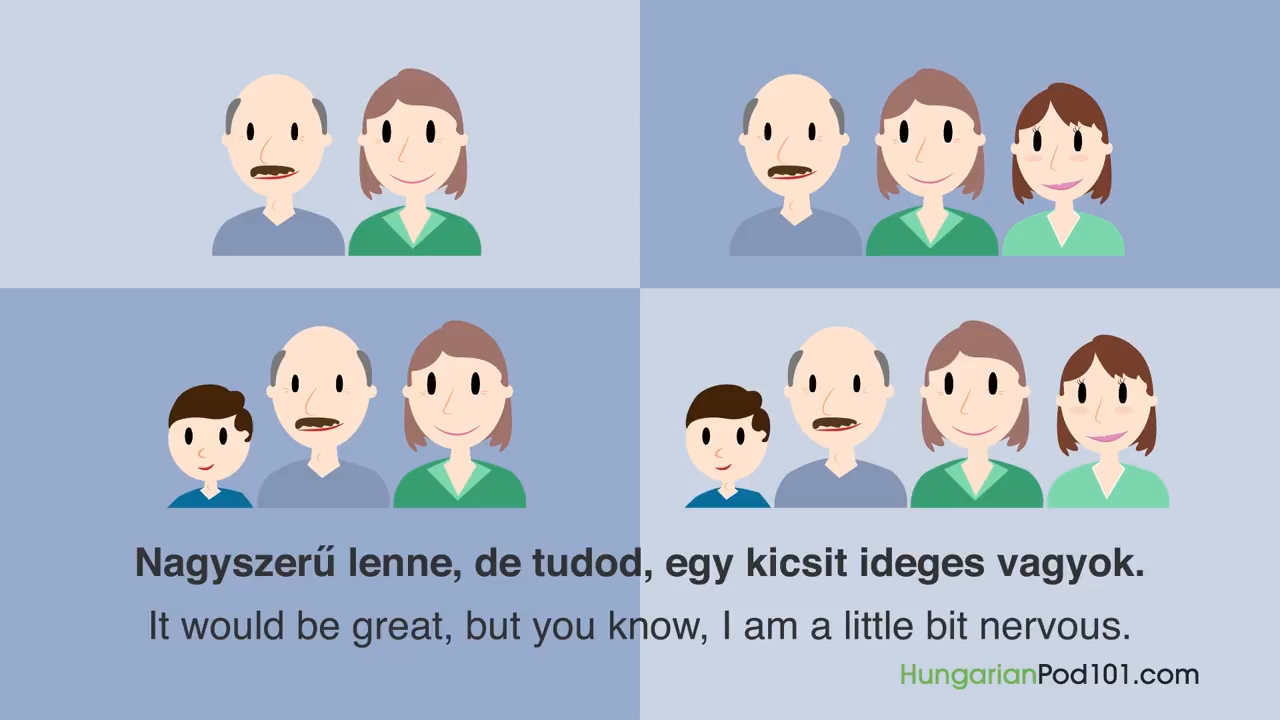 Nagyszerű lenne, de tudod, egy kicsit ideges vagyok.
It would be great, but you know, I am a little bit nervous.
HungarianPod101.com